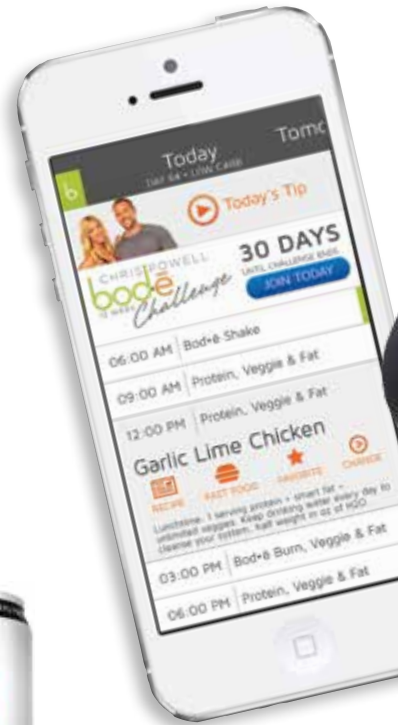 Today
Tomo
DAY 84 • LOW CARB
b
Today's Tip
CHRIS POWELL
bod•ē
12 WEEK
Challenge
30 DAYS
UNTIL CHALLENGE ENDS
JOIN TODAY
06:00 AM Bod•ē Shake
09:00 AM Protein, Veggie & Fat
12:00 PM Protein, Veggie & Fat
Garlic Lime Chicken
RECIPE FAST FOOD FAVORITE CHANGE
Lunchtime: 1 serving protein + smart fat +
unlimited veggies. Keep drinking water every day to
cleanse your system. half weight in oz of H2O
03:00 PM Bod•ē Burn, Veggie & Fat
06:00 PM Protein, Veggie & Fat